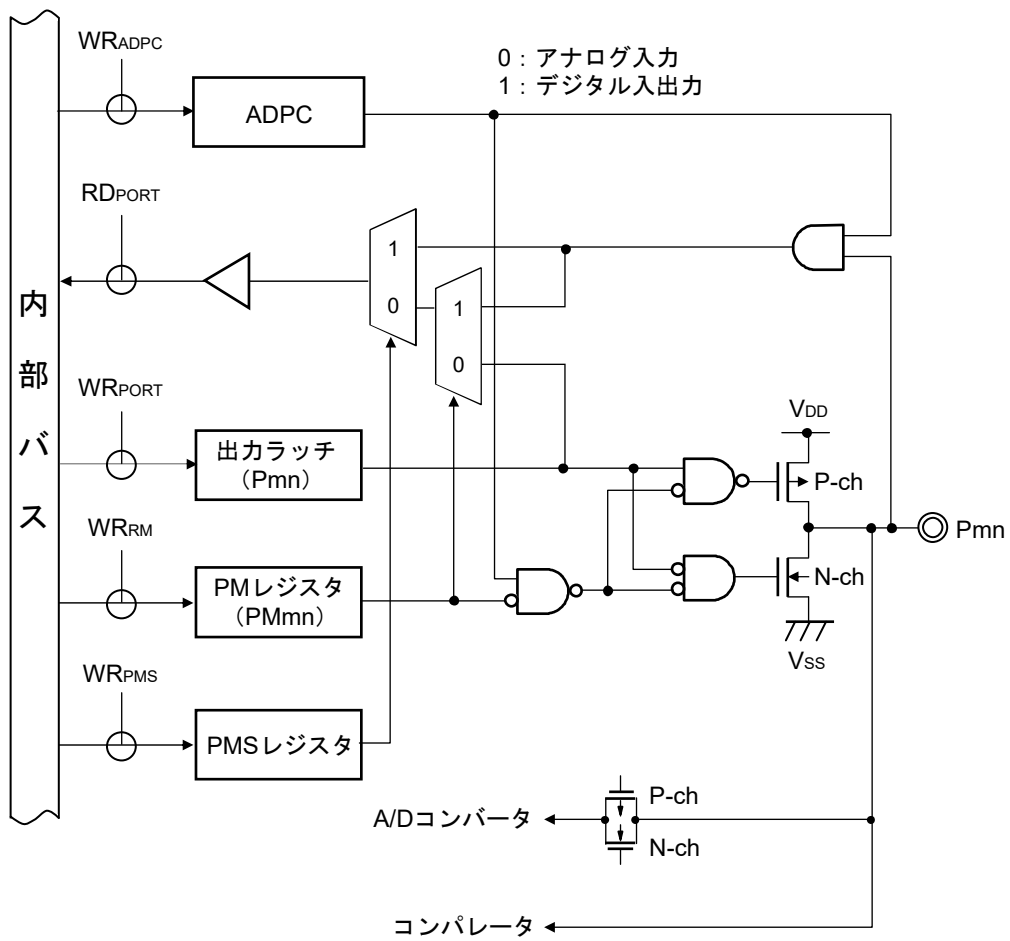 WRADPC
0：アナログ入力
1：デジタル入出力
ADPC
RDPORT
1
0
1
0
内部バス
WRPORT
出力ラッチ
（Pmn）
VDD
P-ch
Pmn
N-ch
VSS
WRRM
PMレジスタ
（PMmn）
WRPMS
PMSレジスタ
P-ch
A/Dコンバータ
N-ch
コンパレータ